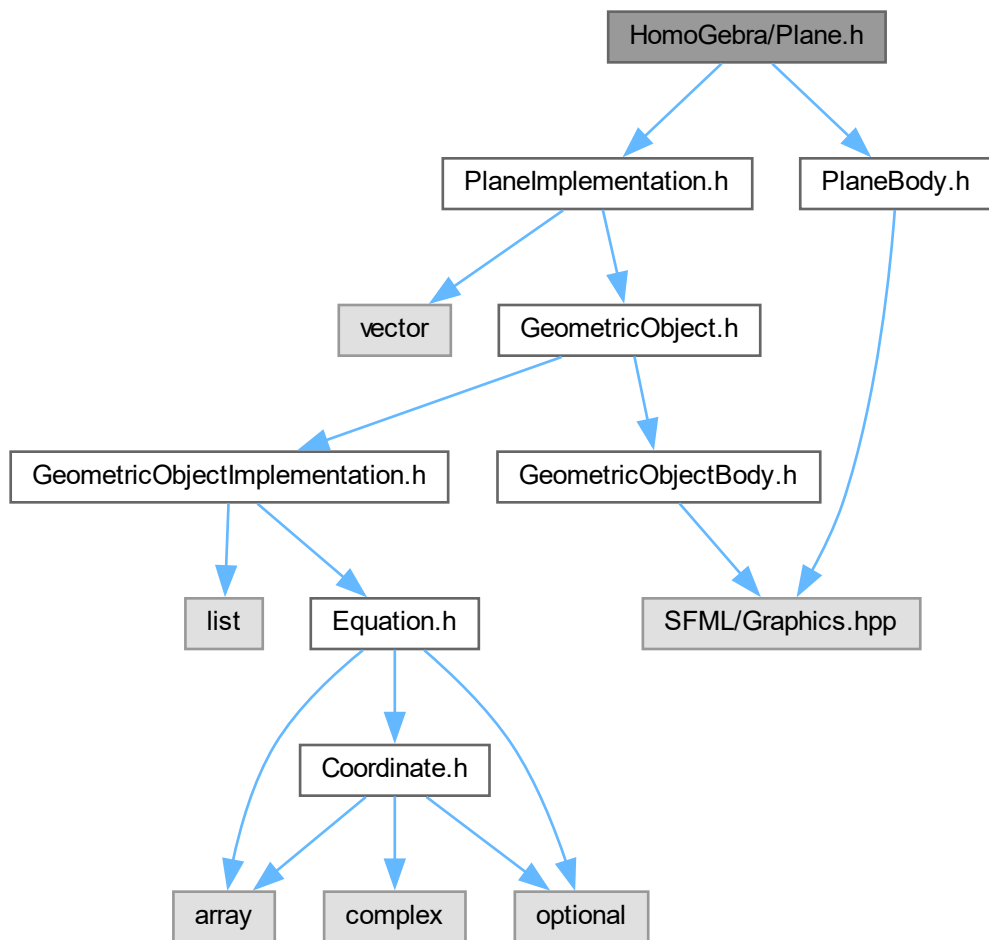 HomoGebra/Plane.h
PlaneImplementation.h
PlaneBody.h
vector
GeometricObject.h
GeometricObjectImplementation.h
GeometricObjectBody.h
list
Equation.h
SFML/Graphics.hpp
Coordinate.h
array
complex
optional